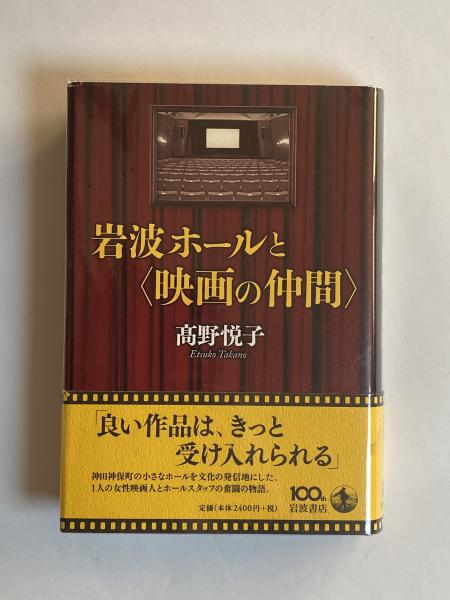 岩波ホールと
〈映画の仲間〉
髙野悦子
Etsuko Takano
「良い作品は、きっと
受け入れられる」
神田神保町の小さなホールを文化の発信地にした、
1人の女性映画人とホールスタッフの奮闘の物語。
定価(本体2400円+税)
100th
岩波書店